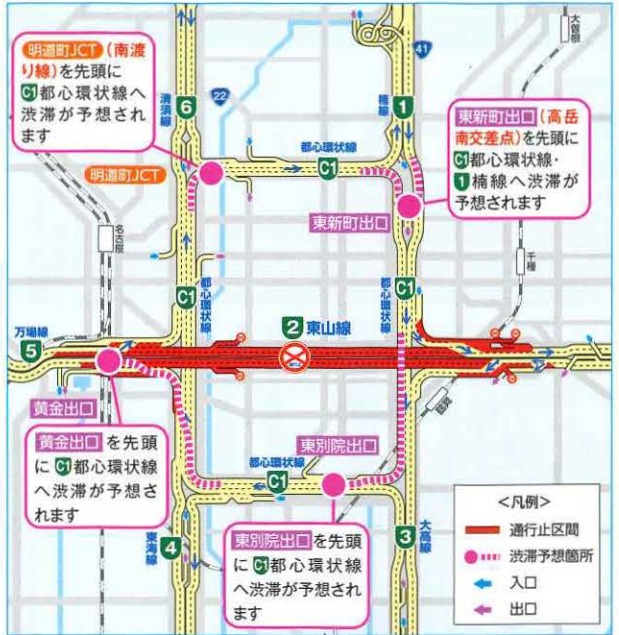 明道町JCT (南渡
り線)を先頭に
C1都心環状線へ
渋滞が予想され
ます
明道町JCT
6
清須線
22
都心環状線
C1
1
楠線
41
大曽根
東新町出口 (高岳
南交差点)を先頭に
C1都心環状線・
1楠線へ渋滞が
予想されます
東新町出口
名古屋
千種
C1
都心環状線
都心環状線
C1
万場線
5
2 東山線
鶴舞
黄金出口
黄金出口を先頭
にC1都心環状線
へ渋滞が予想さ
れます
東別院出口
都心環状線
C1
東別院出口を先頭
にC1都心環状線
へ渋滞が予想され
ます
東海線
4
大高線
3
<凡例>
通行止区間
渋滞予想箇所
入口
出口